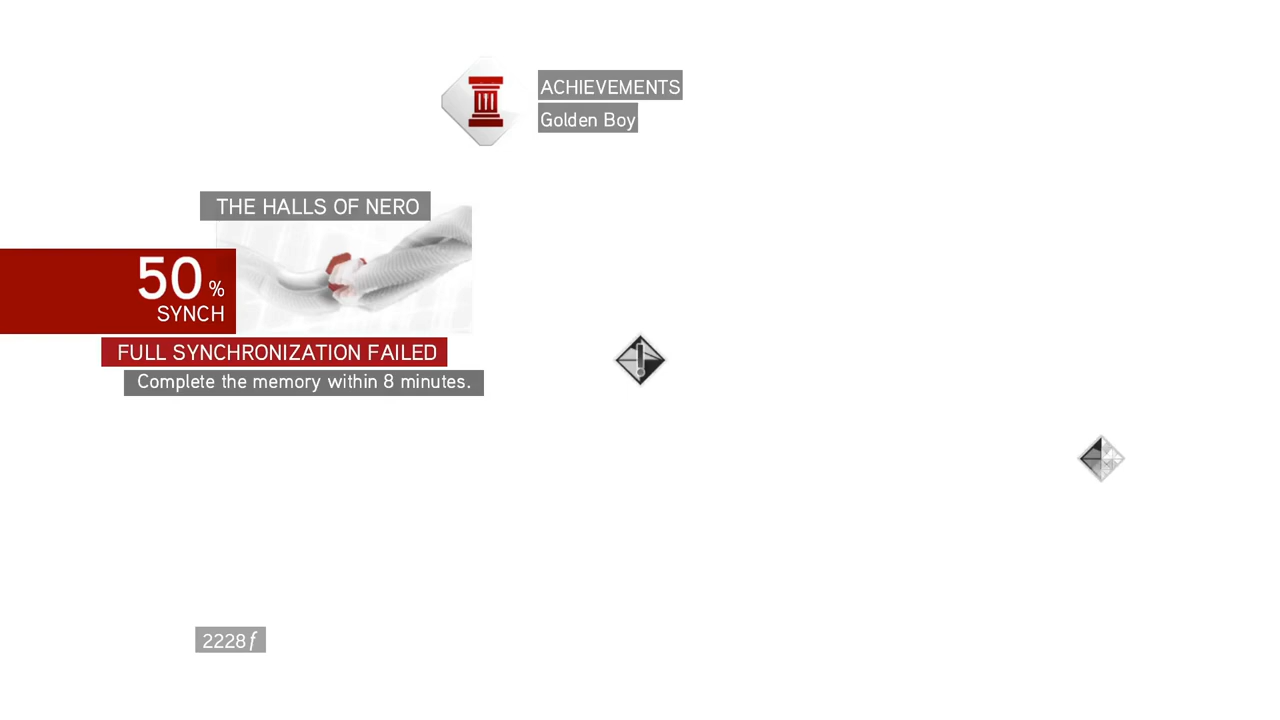 ACHIEVEMENTS
Golden Boy
THE HALLS OF NERO
50 %
SYNCH
FULL SYNCHRONIZATION FAILED
Complete the memory within 8 minutes.
2228ƒ